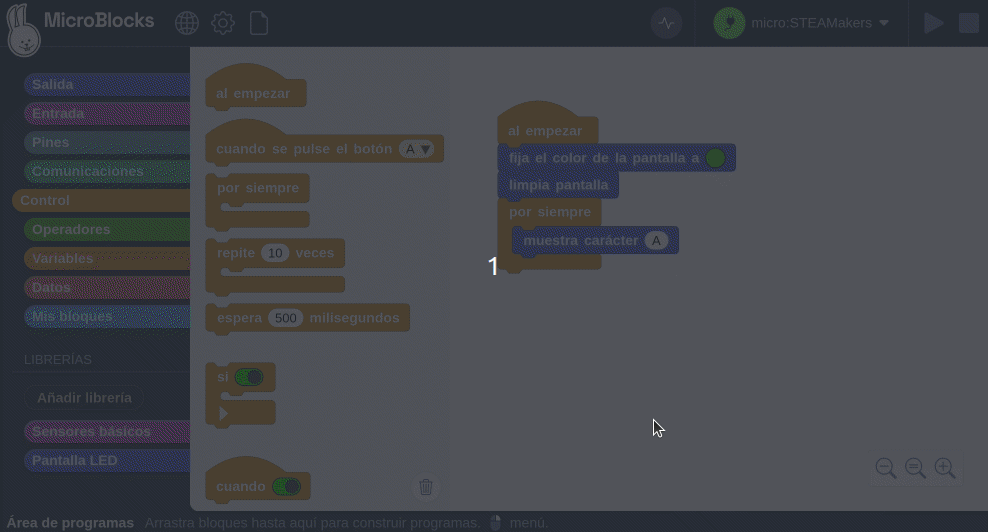 MicroBlocks
micro:STEAMakers
Salida
Entrada
Pines
Comunicaciones
Control
Operadores
Variables
Datos
Mis bloques
LIBRERÍAS
Añadir librería
Sensores básicos
Pantalla LED
al empezar
cuando se pulse el botón A
por siempre
repite 10 veces
espera 500 milisegundos
si
cuando
al empezar
fija el color de la pantalla a
limpia pantalla
por siempre
muestra carácter A
1
Área de programas Arrastra bloques hasta aquí para construir programas. menú.